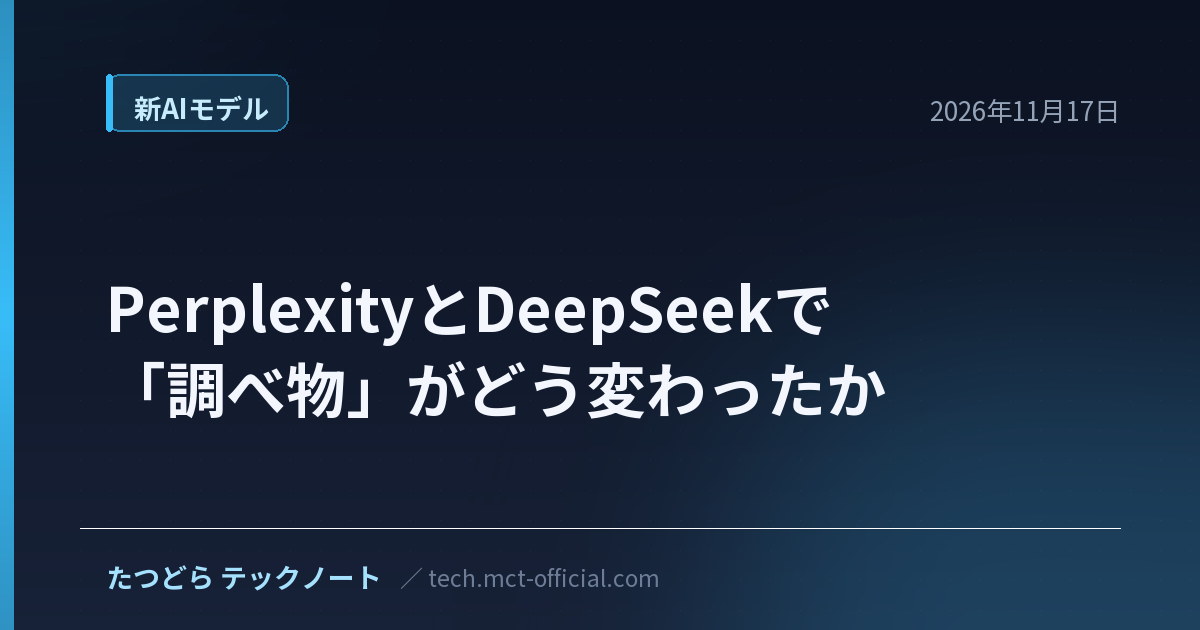 新AIモデル
2026年11月17日
PerplexityとDeepSeekで
「調べ物」がどう変わったか
たつどら テックノート ／ tech.mct-official.com